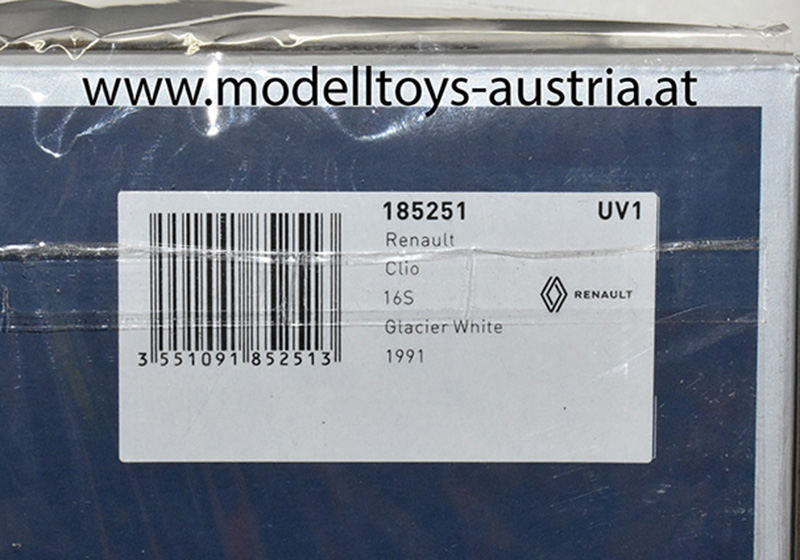 www.modelltoys-austria.at
185251 UV1
Renault
Clio
16S
RENAULT
Glacier White
1991
3 551091 852513